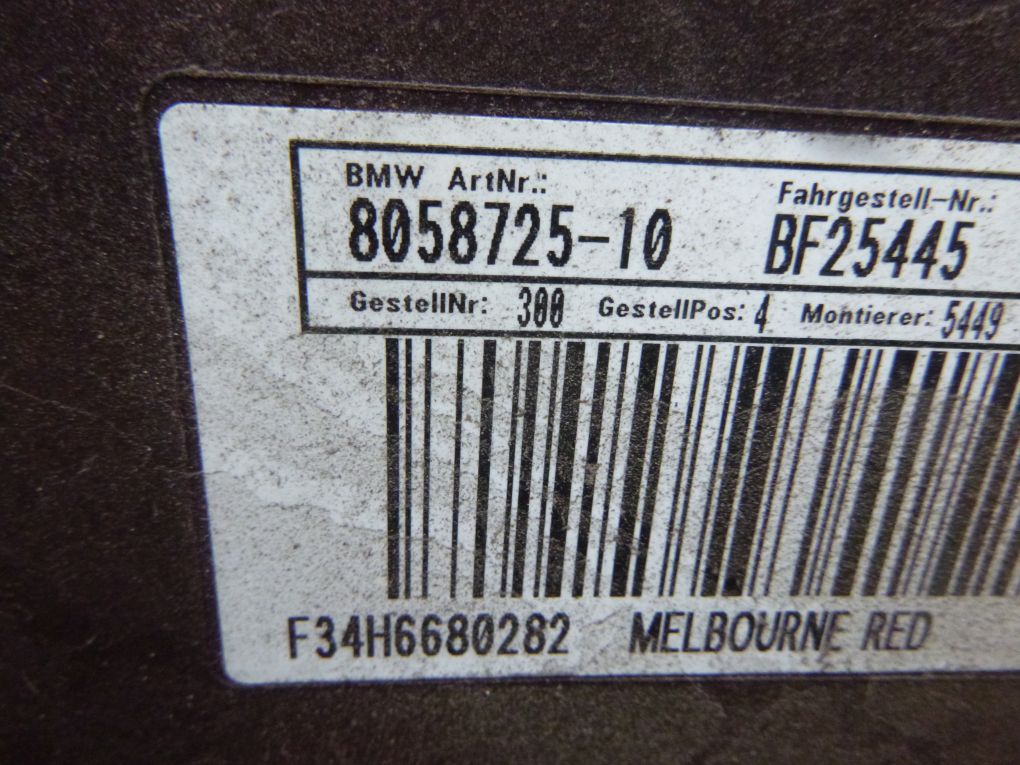 BMW ArtNr.: Fahrgestell-Nr.:
8058725-10 BF25445
GestellNr: 300 GestellPos: 4 Montierer: 5449
F34H6680282 MELBOURNE RED